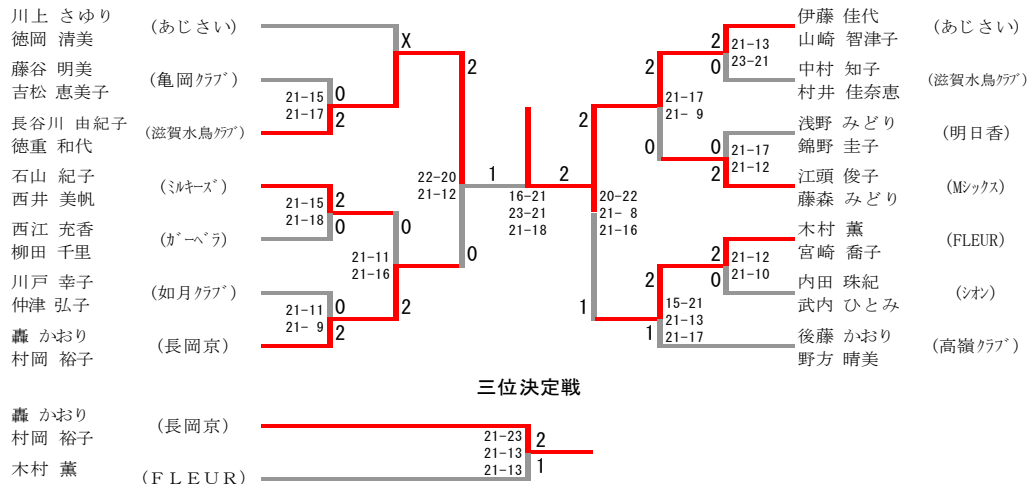 川上 さゆり
徳岡 清美
(あじさい)
X
藤谷 明美
吉松 恵美子
(亀岡クラブ)
0
21-15
21-17
2
長谷川 由紀子
徳重 和代
(滋賀水鳥クラブ)
2
石山 紀子
西井 美帆
(ミルキーズ)
2
21-15
21-18
0
西江 充香
柳田 千里
(ガーベラ)
0
21-11
21-16
2
川戸 幸子
仲津 弘子
(如月クラブ)
0
21-11
21- 9
2
轟 かおり
村岡 裕子
(長岡京)
22-20
21-12
0
1
16-21
23-21
21-18
2
伊藤 佳代
山崎 智津子
(あじさい)
2
21-13
23-21
0
中村 知子
村井 佳奈恵
(滋賀水鳥クラブ)
2
21-17
21- 9
0
浅野 みどり
錦野 圭子
(明日香)
0
21-17
21-12
2
江頭 俊子
藤森 みどり
(Mシックス)
2
20-22
21- 8
21-16
1
木村 薫
宮崎 喬子
(FLEUR)
2
21-12
21-10
0
内田 珠紀
武内 ひとみ
(シオン)
2
15-21
21-13
21-17
1
後藤 かおり
野方 晴美
(高嶺クラブ)
三位決定戦
轟 かおり
村岡 裕子
(長岡京)
21-23
21-13
21-13
2
1
木村 薫
(FLEUR)